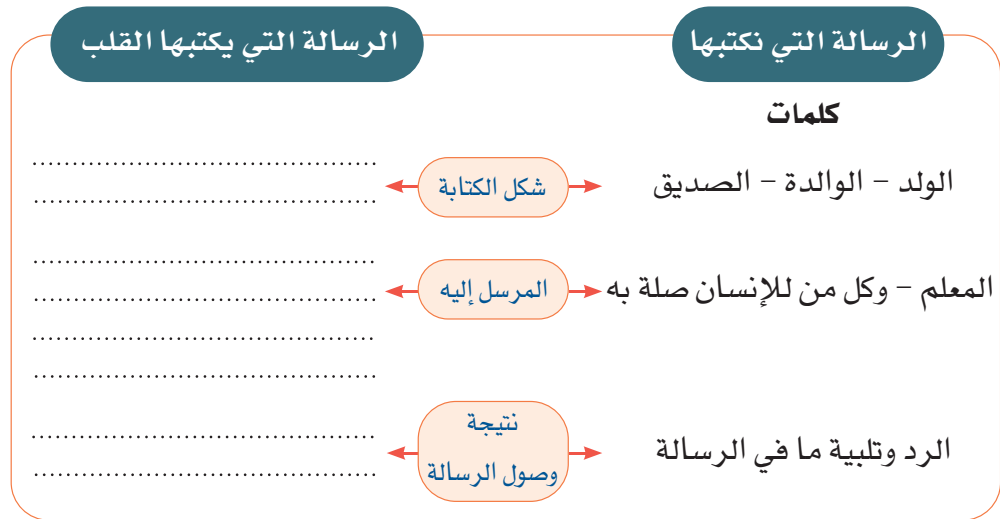 الرسالة التي نكتبها
الرسالة التي يكتبها القلب
كلمات
الولد – الوالدة – الصديق
شكل الكتابة
................................................
................................................
المعلم – وكل من للإنسان صلة به
المرسل إليه
................................................
................................................
................................................
................................................
الرد وتلبية ما في الرسالة
نتيجة
وصول الرسالة
................................................
................................................